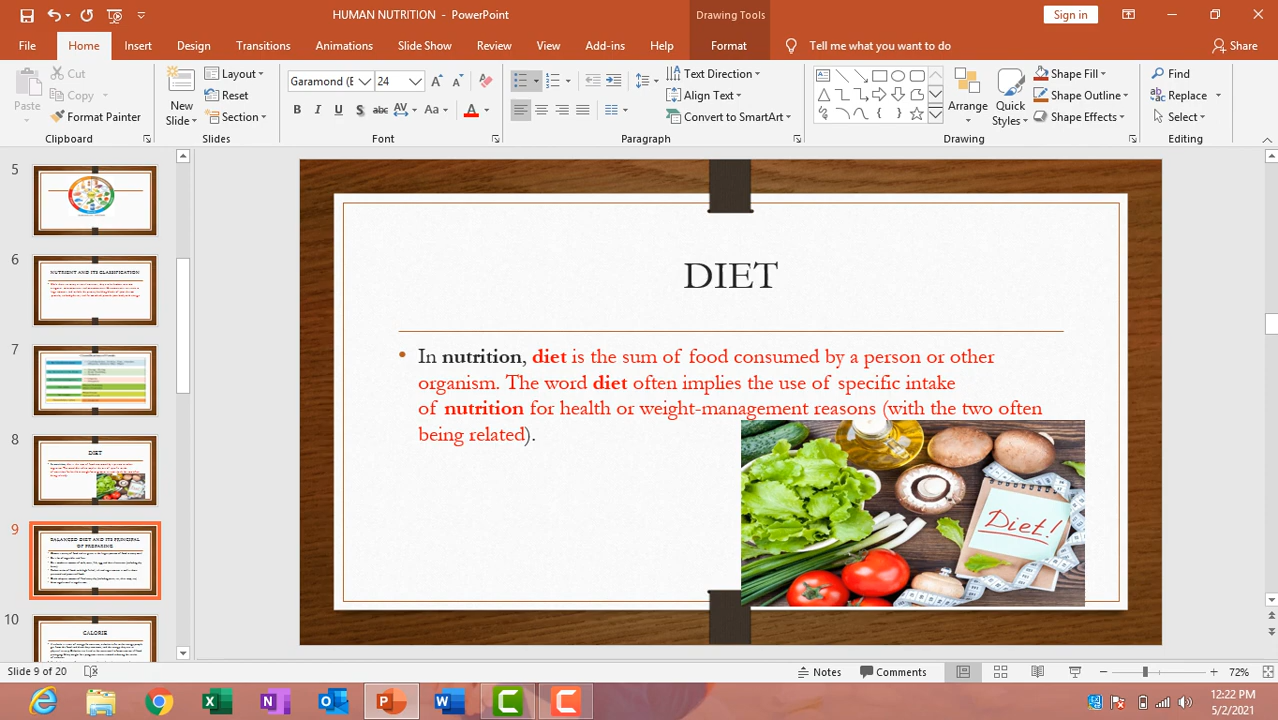 HUMAN NUTRITION - PowerPoint
Drawing Tools
Sign in
File Home Insert Design Transitions Animations Slide Show Review View Add-ins Help Format Tell me what you want to do Share
Paste
Cut
Copy
Format Painter
Clipboard
New Slide
Layout
Reset
Section
Slides
Garamond (E 24
B I U S abc AV Aa A
Font
Text Direction
Align Text
Convert to SmartArt
Paragraph
Arrange
Quick Styles
Shape Fill
Shape Outline
Shape Effects
Drawing
Find
Replace
Select
Editing
5
6
NUTRIENT AND ITS CLASSIFICATION
7
8
DIET
9
BALANCED DIET AND ITS PRINCIPAL
OF PREPARING
10
CALORIE
DIET
• In nutrition, diet is the sum of food consumed by a person or other
organism. The word diet often implies the use of specific intake
of nutrition for health or weight-management reasons (with the two often
being related).
Diet!
Slide 9 of 20
Notes
Comments
72%
12:22 PM
5/2/2021